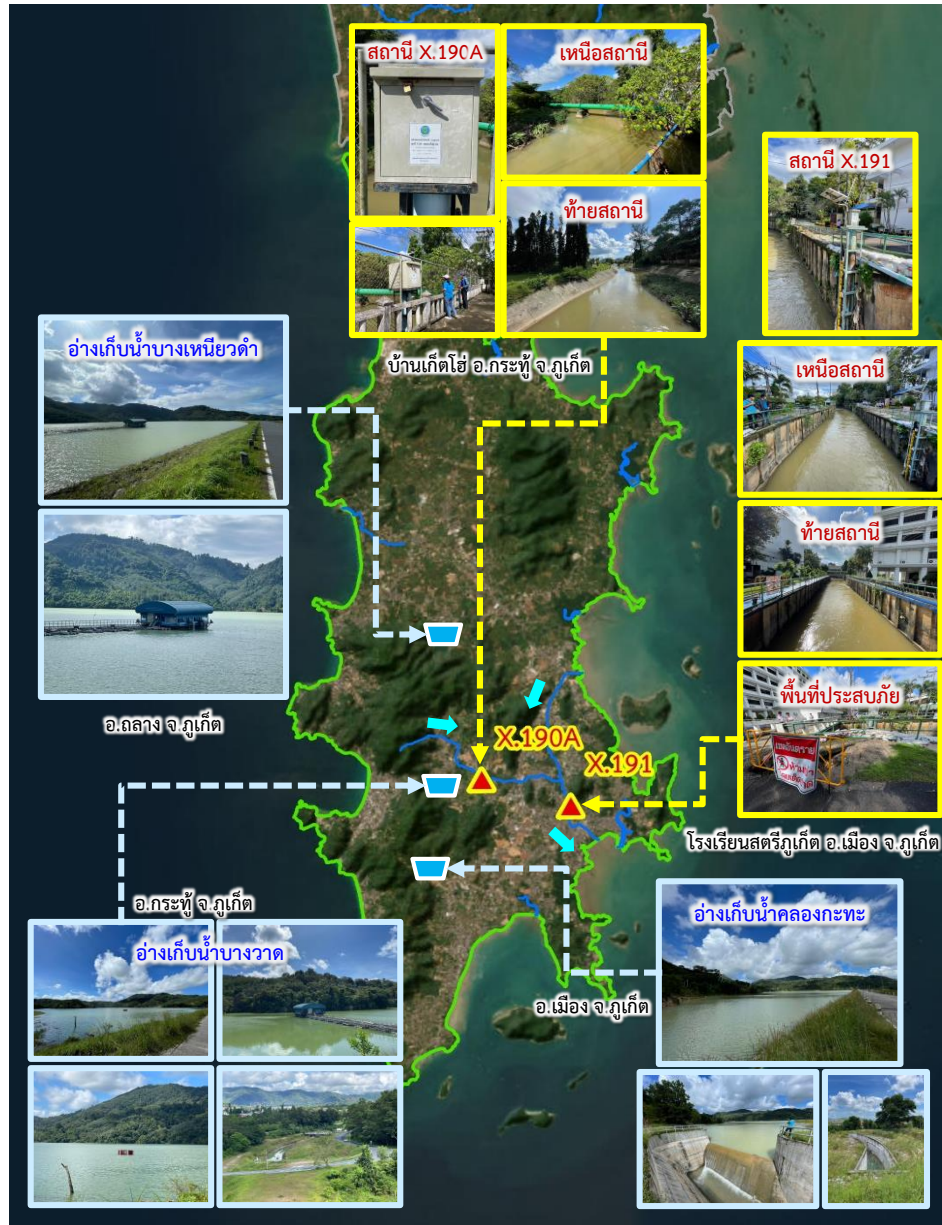 สถานี X.190A
เหนือสถานี
ท้ายสถานี
บ้านเก็ตโฮ่ อ.กระทู้ จ.ภูเก็ต
สถานี X.191
เหนือสถานี
ท้ายสถานี
พื้นที่ประสบภัย
เขตอันตราย
โรงเรียนสตรีภูเก็ต อ.เมือง จ.ภูเก็ต
อ่างเก็บน้ำบางเหนียวดำ
อ.ถลาง จ.ภูเก็ต
X.190A
X.191
อ.กระทู้ จ.ภูเก็ต
อ่างเก็บน้ำบางวาด
อ่างเก็บน้ำคลองกะทะ
อ.เมือง จ.ภูเก็ต